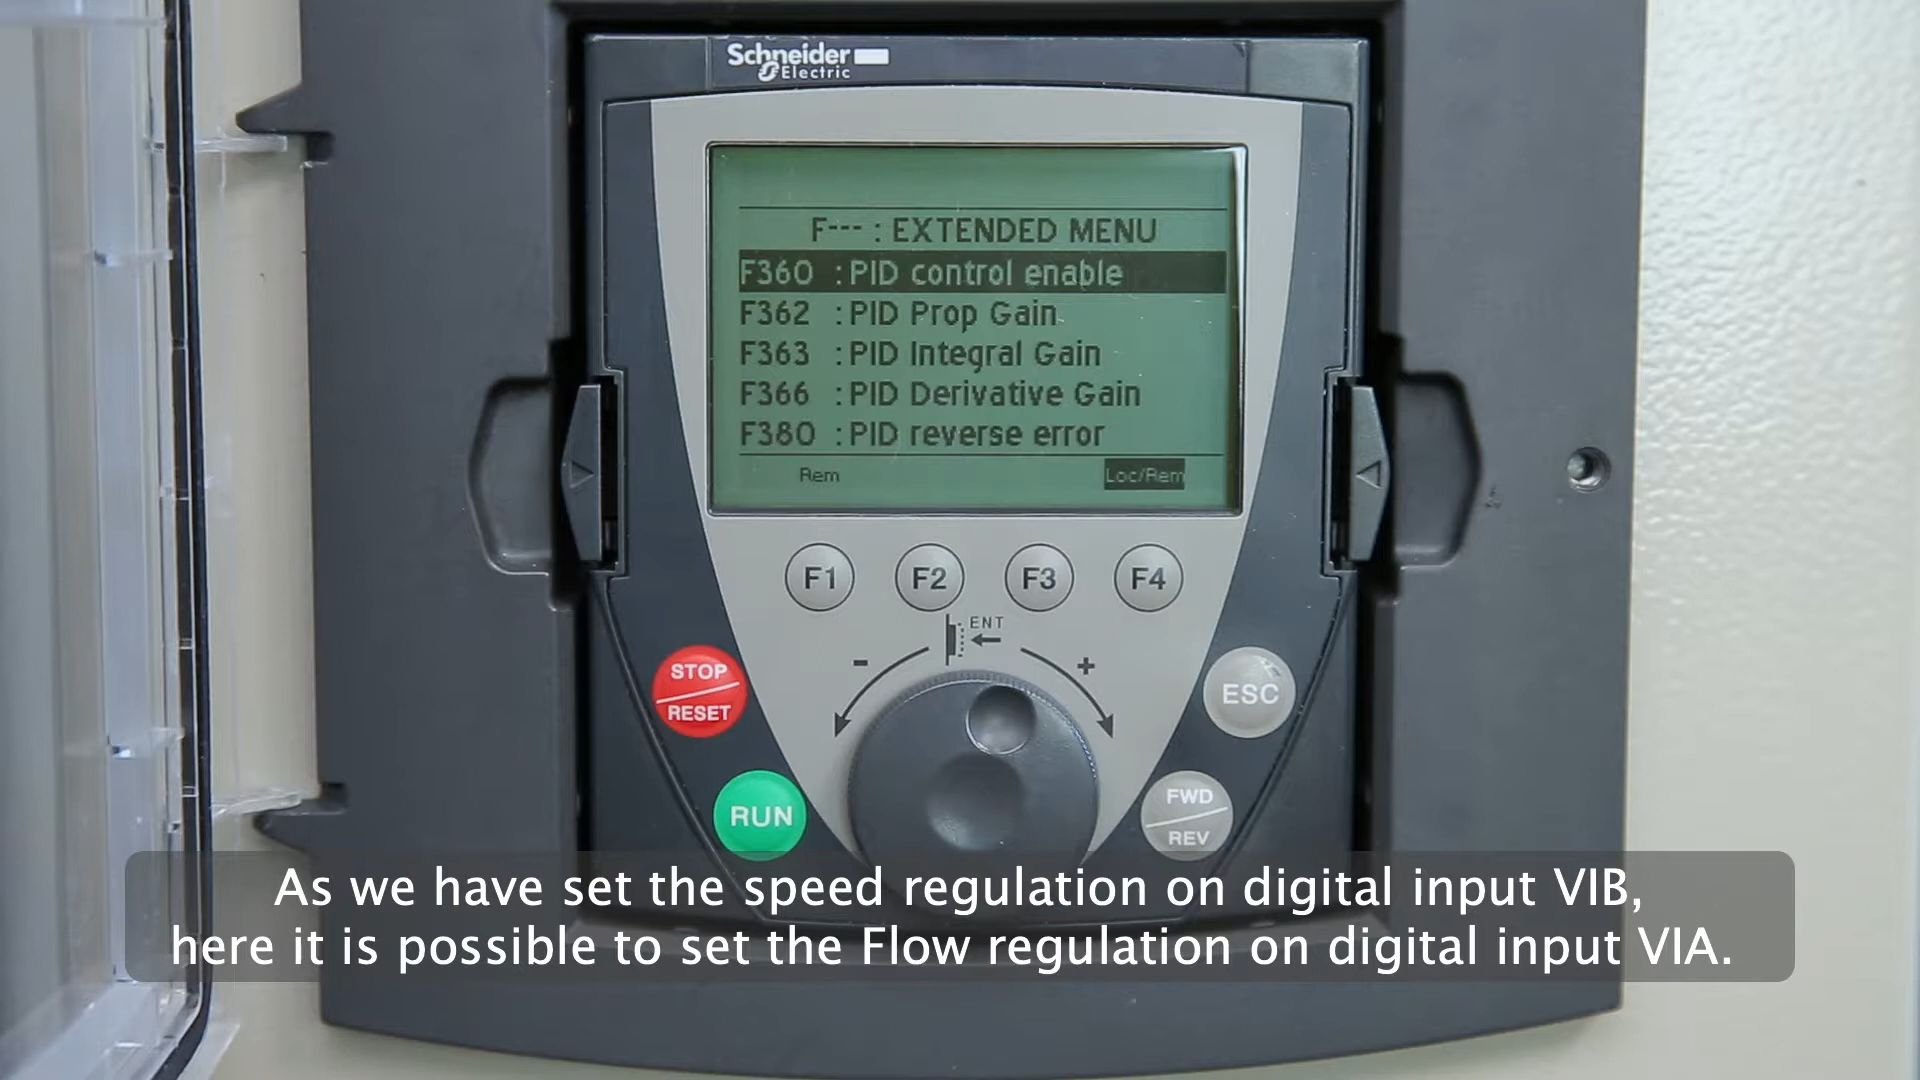 Schneider
Electric
F--- : EXTENDED MENU
F360 : PID control enable
F362 : PID Prop Gain
F363 : PID Integral Gain
F366 : PID Derivative Gain
F380 : PID reverse error
Rem Loc/Rem
F1 F2 F3 F4
ENT
- +
STOP
RESET
ESC
RUN
FWD
REV
As we have set the speed regulation on digital input VIB,
here it is possible to set the Flow regulation on digital input VIA.